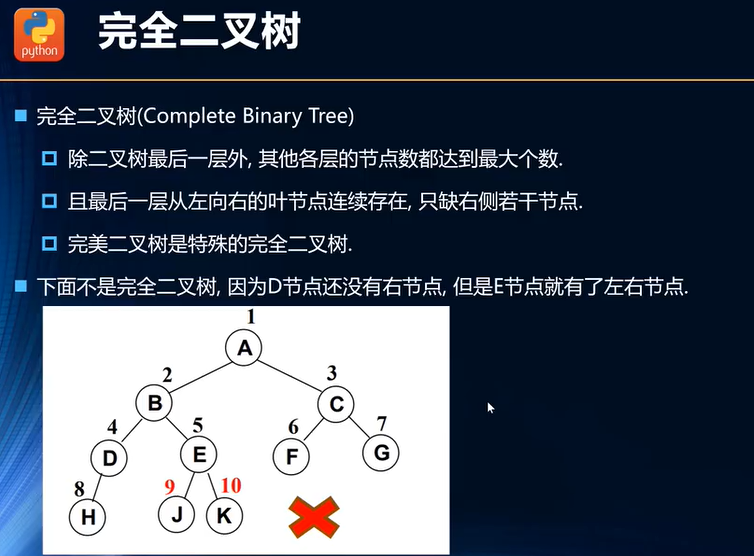 python
完全二叉树
完全二叉树(Complete Binary Tree)
除二叉树最后一层外, 其他各层的节点数都达到最大个数.
且最后一层从左向右的叶节点连续存在, 只缺右侧若干节点.
完美二叉树是特殊的完全二叉树.
下面不是完全二叉树, 因为D节点还没有右节点, 但是E节点就有了左右节点.
1
A
2 3
B C
4 5 6 7
D E F G
8 9 10
H J K